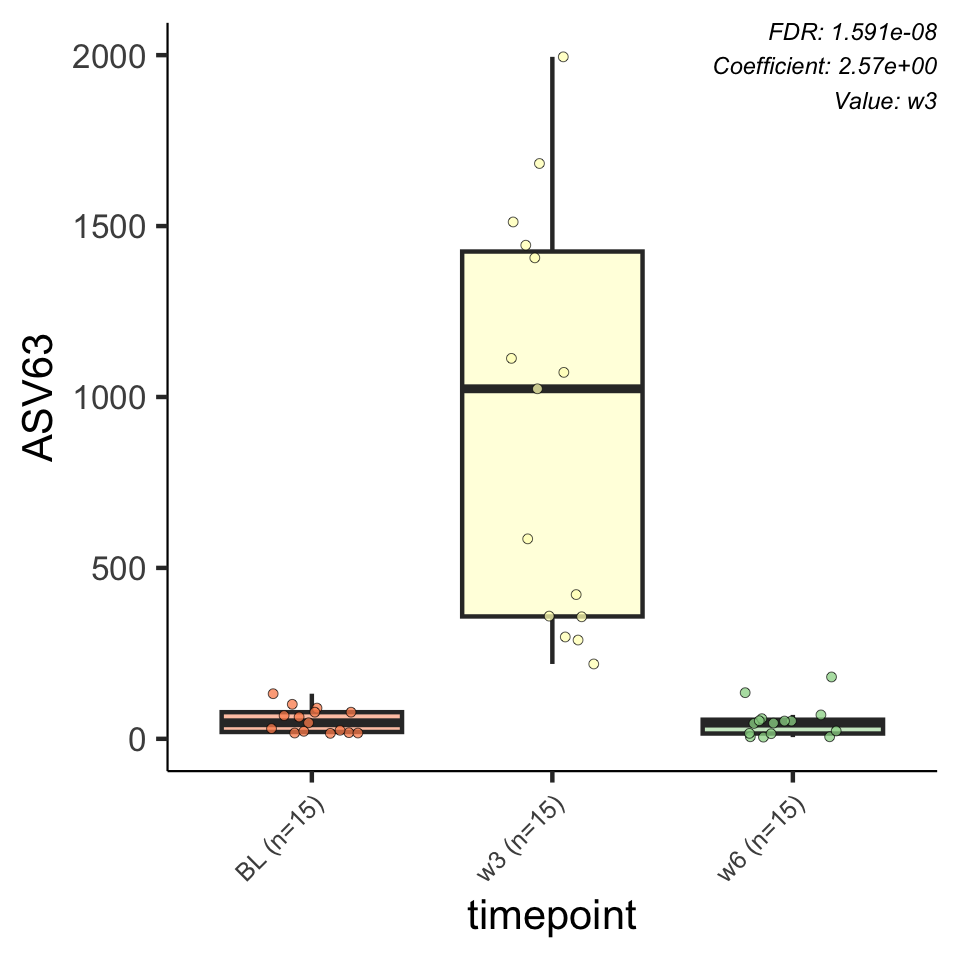 FDR: 1.591e-08
Coefficient: 2.57e+00
Value: w3
2000
1500
1000
500
0
ASV63
BL (n=15)
w3 (n=15)
w6 (n=15)
timepoint